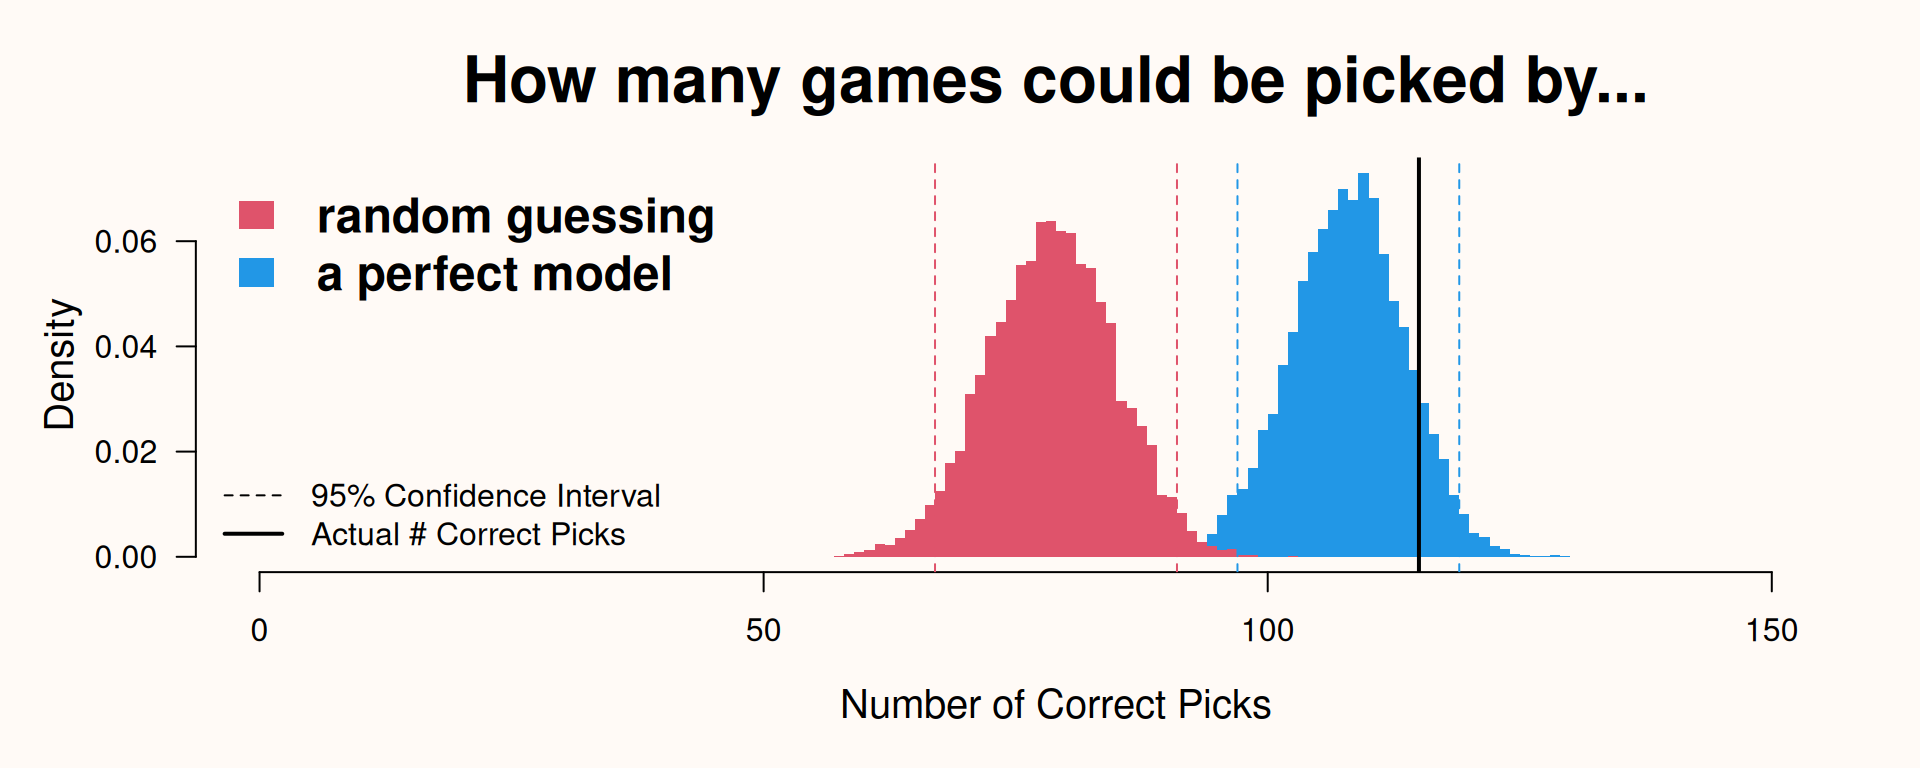 How many games could be picked by...
random guessing
a perfect model
0.06
0.04
0.02
0.00
Density
95% Confidence Interval
Actual # Correct Picks
0 50 100 150
Number of Correct Picks